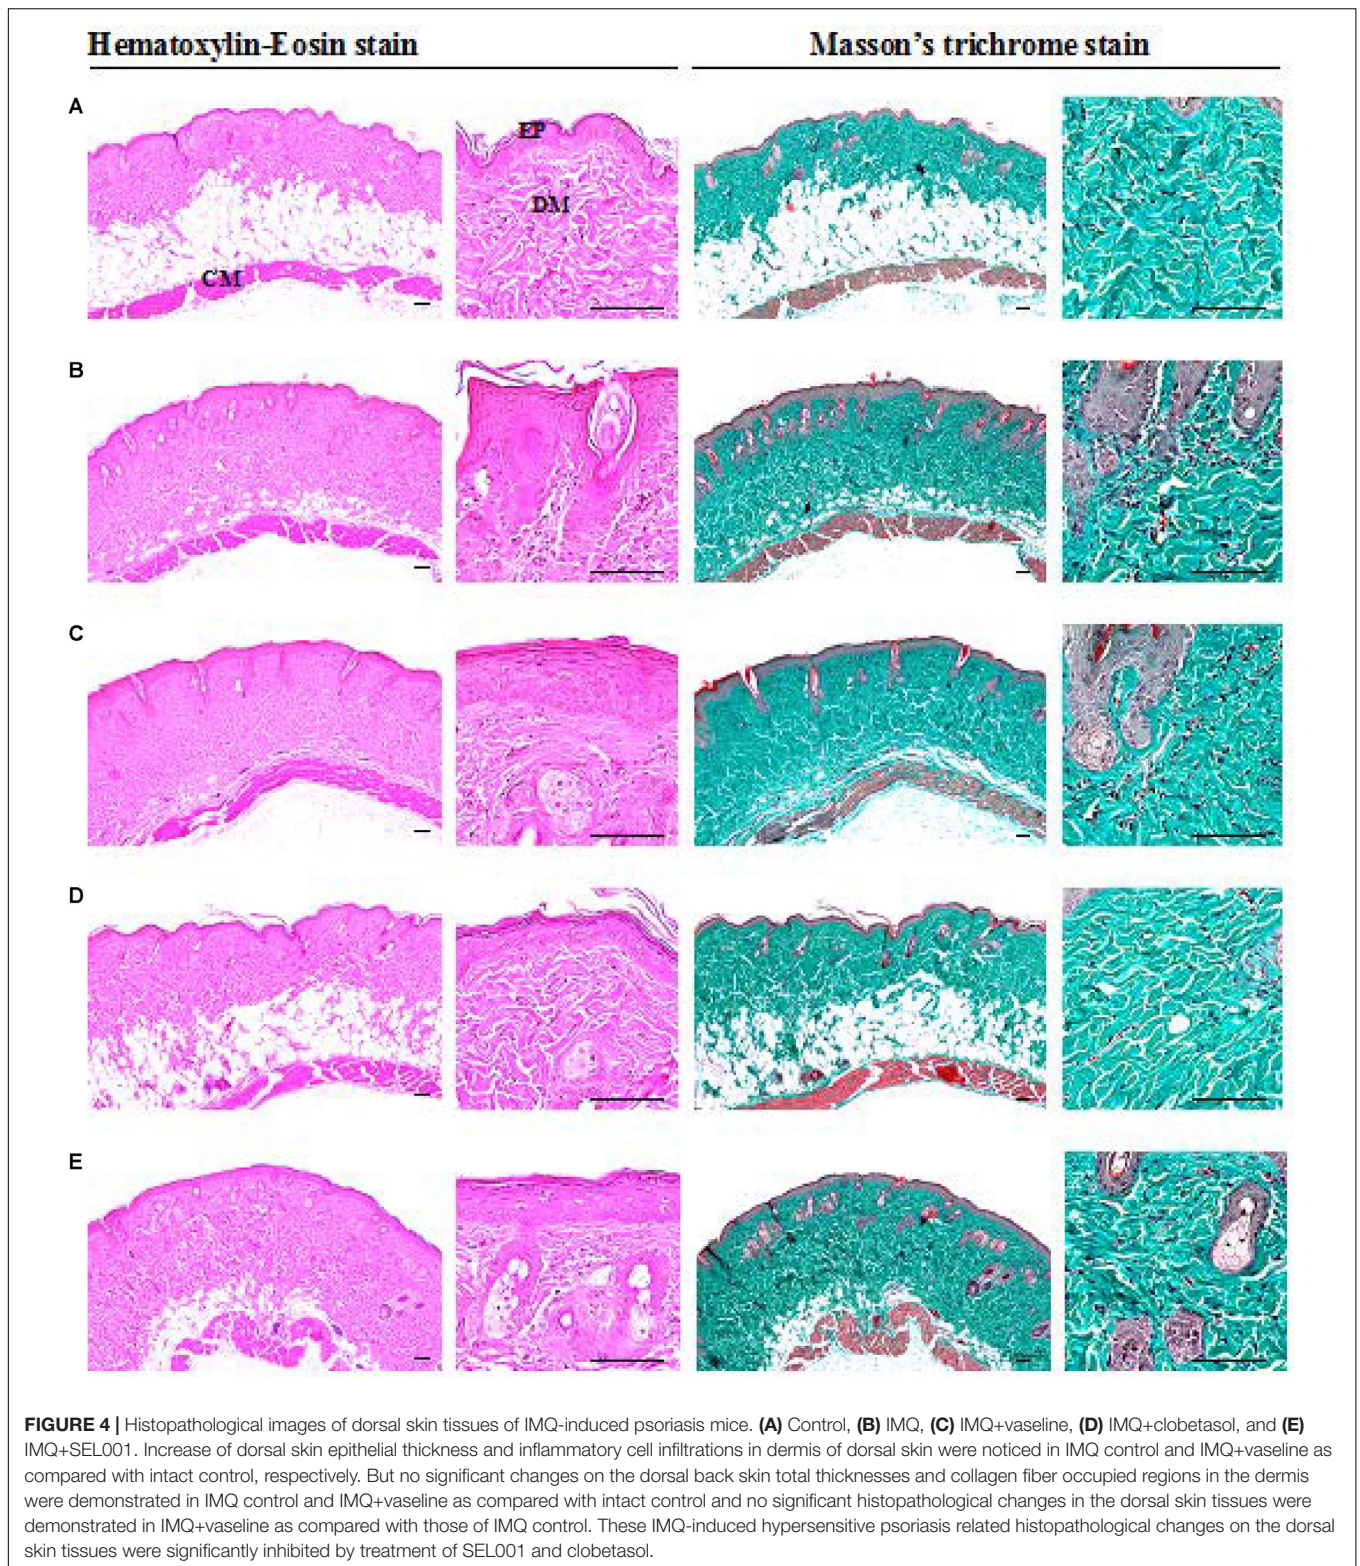 Hematoxylin-Eosin stain
Masson's trichrome stain
A
EP
DM
CM
B
C
D
E
FIGURE 4 | Histopathological images of dorsal skin tissues of IMQ-induced psoriasis mice. (A) Control, (B) IMQ, (C) IMQ+vaseline, (D) IMQ+clobetasol, and (E)
IMQ+SEL001. Increase of dorsal skin epithelial thickness and inflammatory cell infiltrations in dermis of dorsal skin were noticed in IMQ control and IMQ+vaseline as
compared with intact control, respectively. But no significant changes on the dorsal back skin total thicknesses and collagen fiber occupied regions in the dermis
were demonstrated in IMQ control and IMQ+vaseline as compared with intact control and no significant histopathological changes in the dorsal skin tissues were
demonstrated in IMQ+vaseline as compared with those of IMQ control. These IMQ-induced hypersensitive psoriasis related histopathological changes on the dorsal
skin tissues were significantly inhibited by treatment of SEL001 and clobetasol.